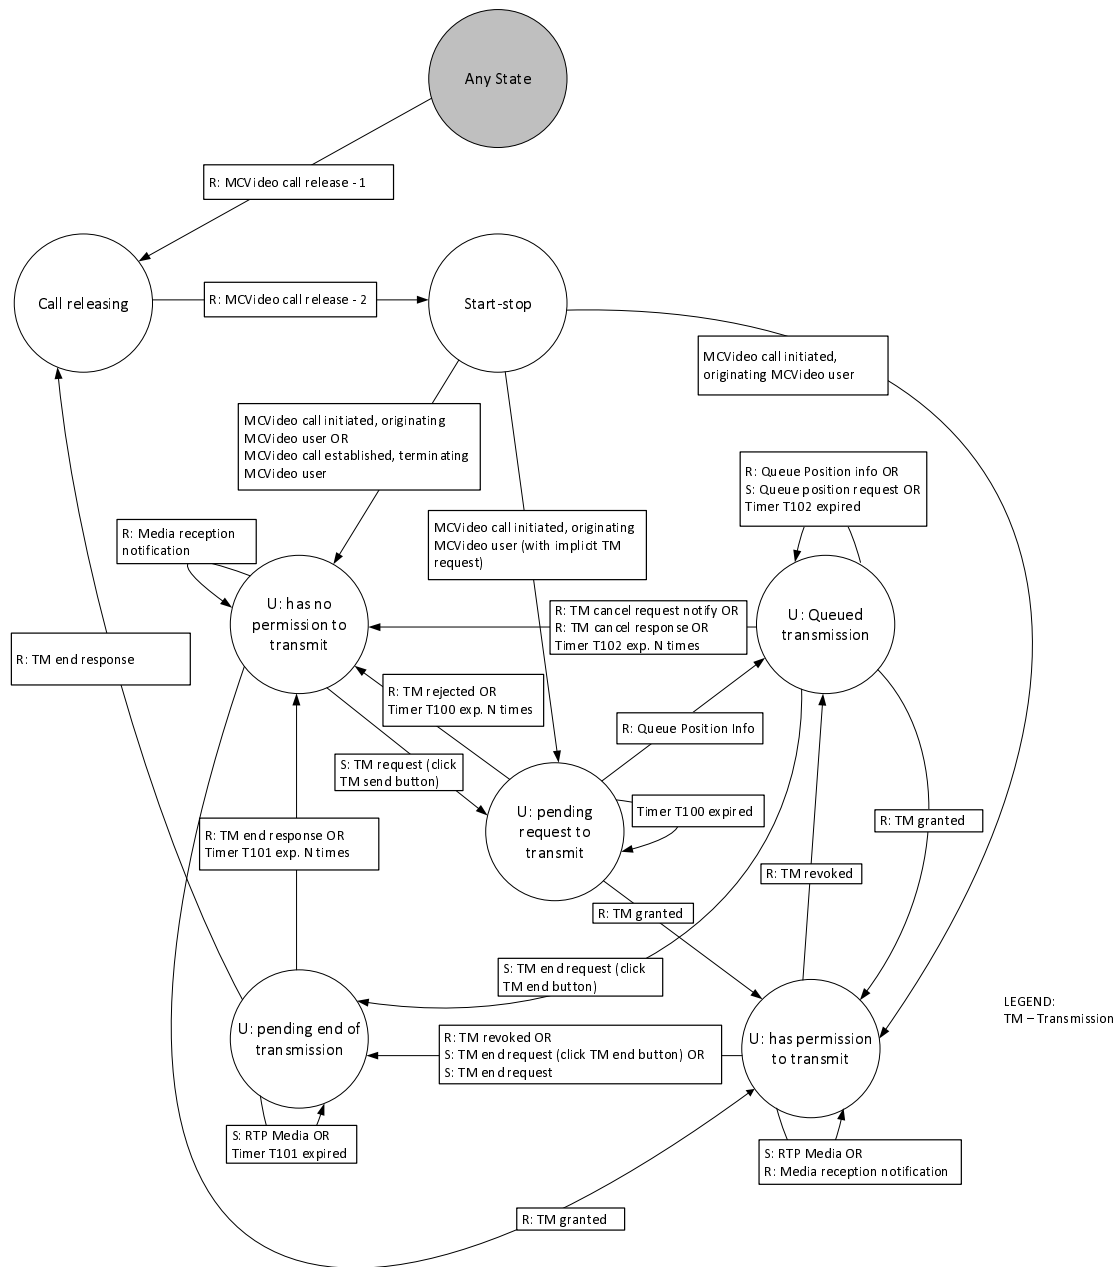 Any State
R: MCVideo call release - 1
Call releasing
R: MCVideo call release - 2
Start-stop
MCVideo call initiated,
originating MCVideo user
MCVideo call initiated, originating
MCVideo user OR
MCVideo call established, terminating
MCVideo user
R: Queue Position info OR
S: Queue position request OR
Timer T102 expired
MCVideo call initiated, originating
MCVideo user (with implicit TM
request)
R: Media reception
notification
U: has no
permission to
transmit
R: TM cancel request notify OR
R: TM cancel response OR
Timer T102 exp. N times
U: Queued
transmission
R: TM end response
R: TM rejected OR
Timer T100 exp. N times
R: Queue Position Info
S: TM request (click
TM send button)
U: pending
request to
transmit
Timer T100 expired
R: TM granted
R: TM end response OR
Timer T101 exp. N times
R: TM revoked
R: TM granted
S: TM end request (click
TM end button)
U: pending end of
transmission
R: TM revoked OR
S: TM end request (click TM end button) OR
S: TM end request
U: has permission
to transmit
LEGEND:
TM – Transmission
S: RTP Media OR
Timer T101 expired
S: RTP Media OR
R: Media reception notification
R: TM granted